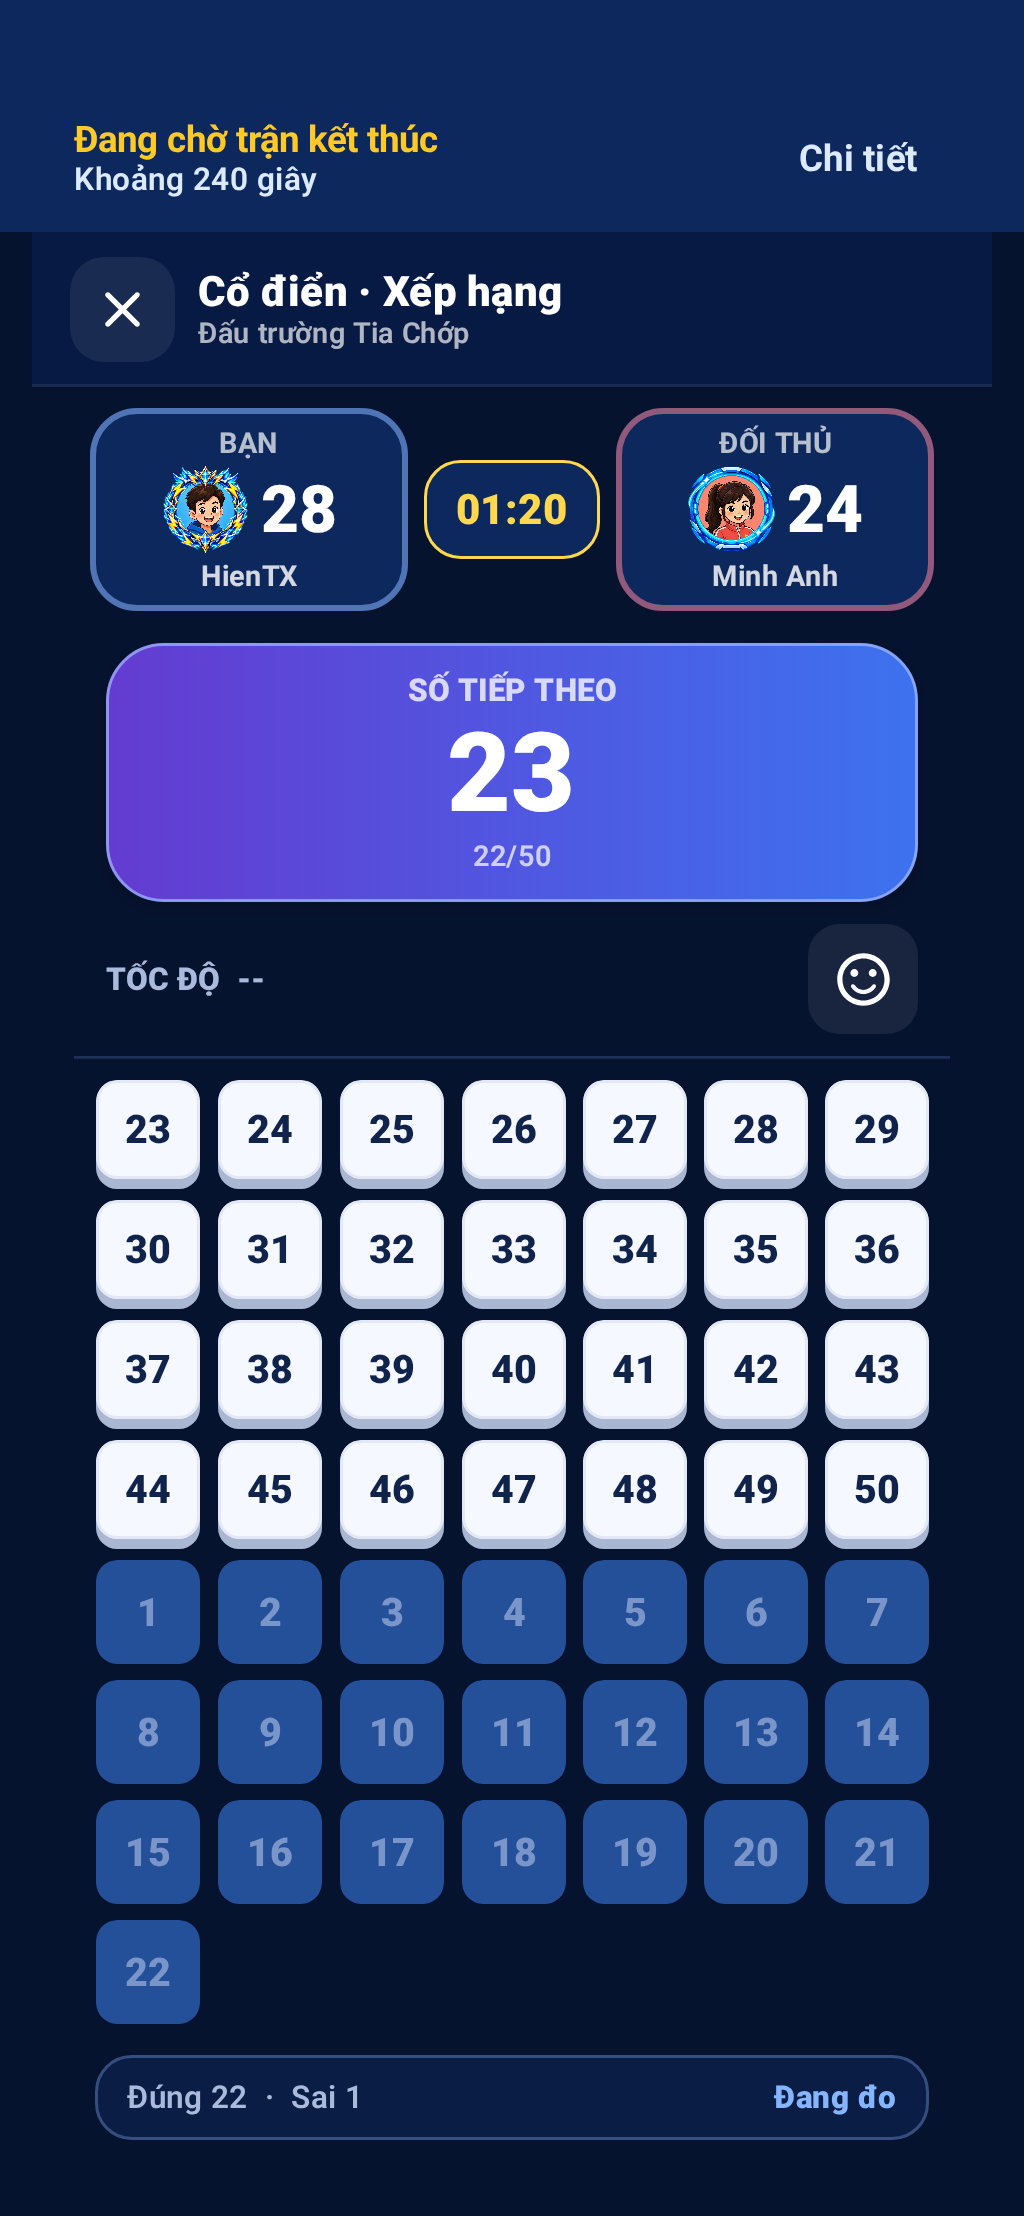 Đang chờ trận kết thúc
Khoảng 240 giây
Chi tiết
Cổ điển · Xếp hạng
Đấu trường Tia Chớp
BẠN
28
HienTX
01:20
ĐỐI THỦ
24
Minh Anh
SỐ TIẾP THEO
23
22/50
TỐC ĐỘ --
23 24 25 26 27 28 29
30 31 32 33 34 35 36
37 38 39 40 41 42 43
44 45 46 47 48 49 50
1 2 3 4 5 6 7
8 9 10 11 12 13 14
15 16 17 18 19 20 21
22
Đúng 22 · Sai 1
Đang đo